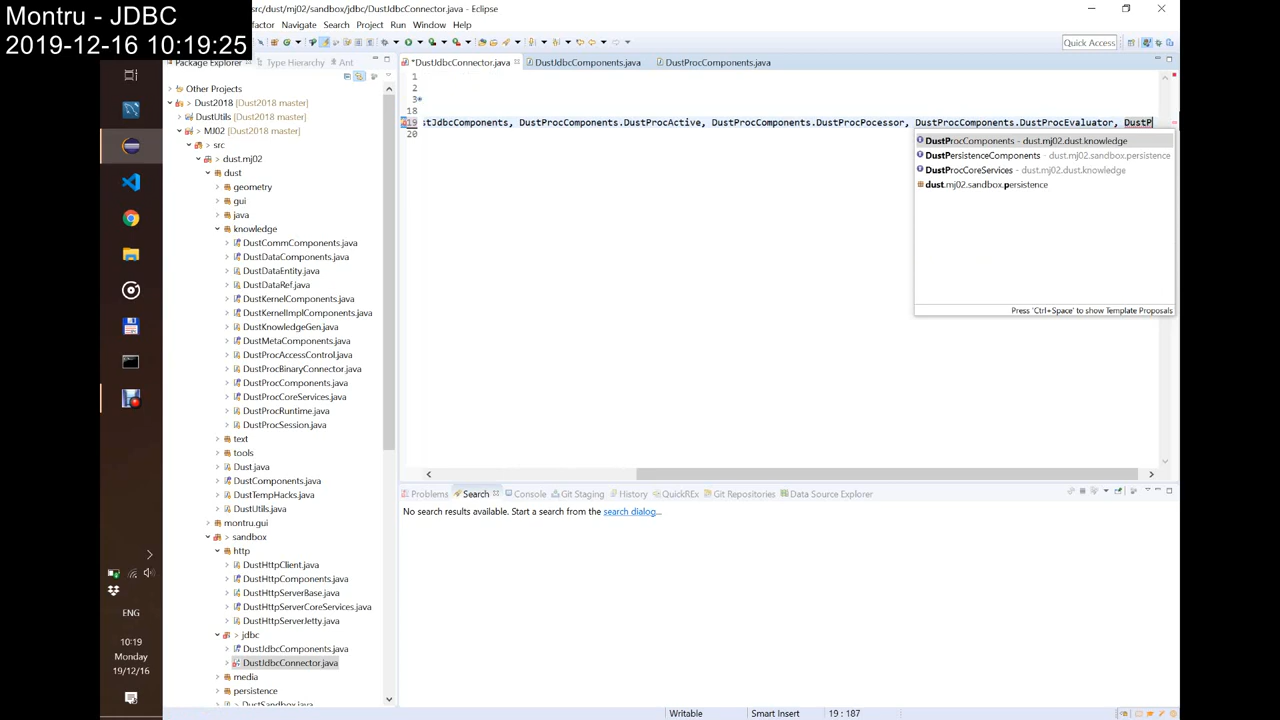 Montru - JDBC
2019-12-16 10:19:25
src/dust/mj02/sandbox/jdbc/DustJdbcConnector.java - Eclipse
factor Navigate Search Project Run Window Help
Quick Access
Package Explorer Type Hierarchy Ant
*DustJdbcConnector.java DustJdbcComponents.java DustProcComponents.java
Other Projects
> Dust2018 [Dust2018 master]
DustUtils [Dust2018 master]
> MJ02 [Dust2018 master]
> src
> dust.mj02
dust
geometry
gui
java
knowledge
DustCommComponents.java
DustDataComponents.java
DustDataEntity.java
DustDataRef.java
DustKernelComponents.java
DustKernelImplComponents.java
DustKnowledgeGen.java
DustMetaComponents.java
DustProcAccessControl.java
DustProcBinaryConnector.java
DustProcComponents.java
DustProcCoreServices.java
DustProcRuntime.java
DustProcSession.java
text
tools
Dust.java
DustComponents.java
DustTempHacks.java
DustUtils.java
montru.gui
> sandbox
http
DustHttpClient.java
DustHttpComponents.java
DustHttpServerBase.java
DustHttpServerCoreServices.java
DustHttpServerJetty.java
> jdbc
DustJdbcComponents.java
DustJdbcConnector.java
media
persistence
DustSandbox.java
1
2
3
18
19 stJdbcComponents, DustProcComponents.DustProcActive, DustProcComponents.DustProcPocessor, DustProcComponents.DustProcEvaluator, DustP
20
DustProcComponents - dust.mj02.dust.knowledge
DustPersistenceComponents - dust.mj02.sandbox.persistence
DustProcCoreServices - dust.mj02.dust.knowledge
dust.mj02.sandbox.persistence
Press 'Ctrl+Space' to show Template Proposals
Problems Search Console Git Staging History QuickREx Git Repositories Data Source Explorer
No search results available. Start a search from the search dialog...
ENG
10:19
Monday
19/12/16
Writable Smart Insert 19 : 187